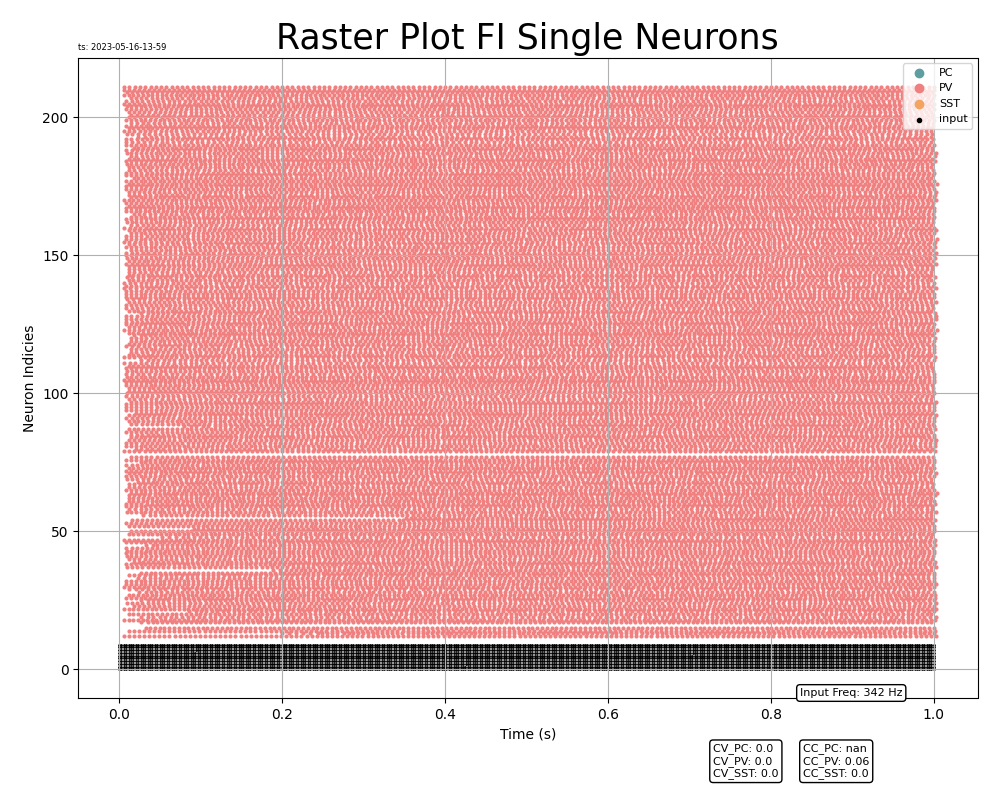 Raster Plot FI Single Neurons
ts: 2023-05-16-13-59
PC
PV
SST
input
200
150
100
50
0
Neuron Indicies
0.0 0.2 0.4 0.6 0.8 1.0
Time (s)
Input Freq: 342 Hz
CV_PC: 0.0
CV_PV: 0.0
CV_SST: 0.0
CC_PC: nan
CC_PV: 0.06
CC_SST: 0.0